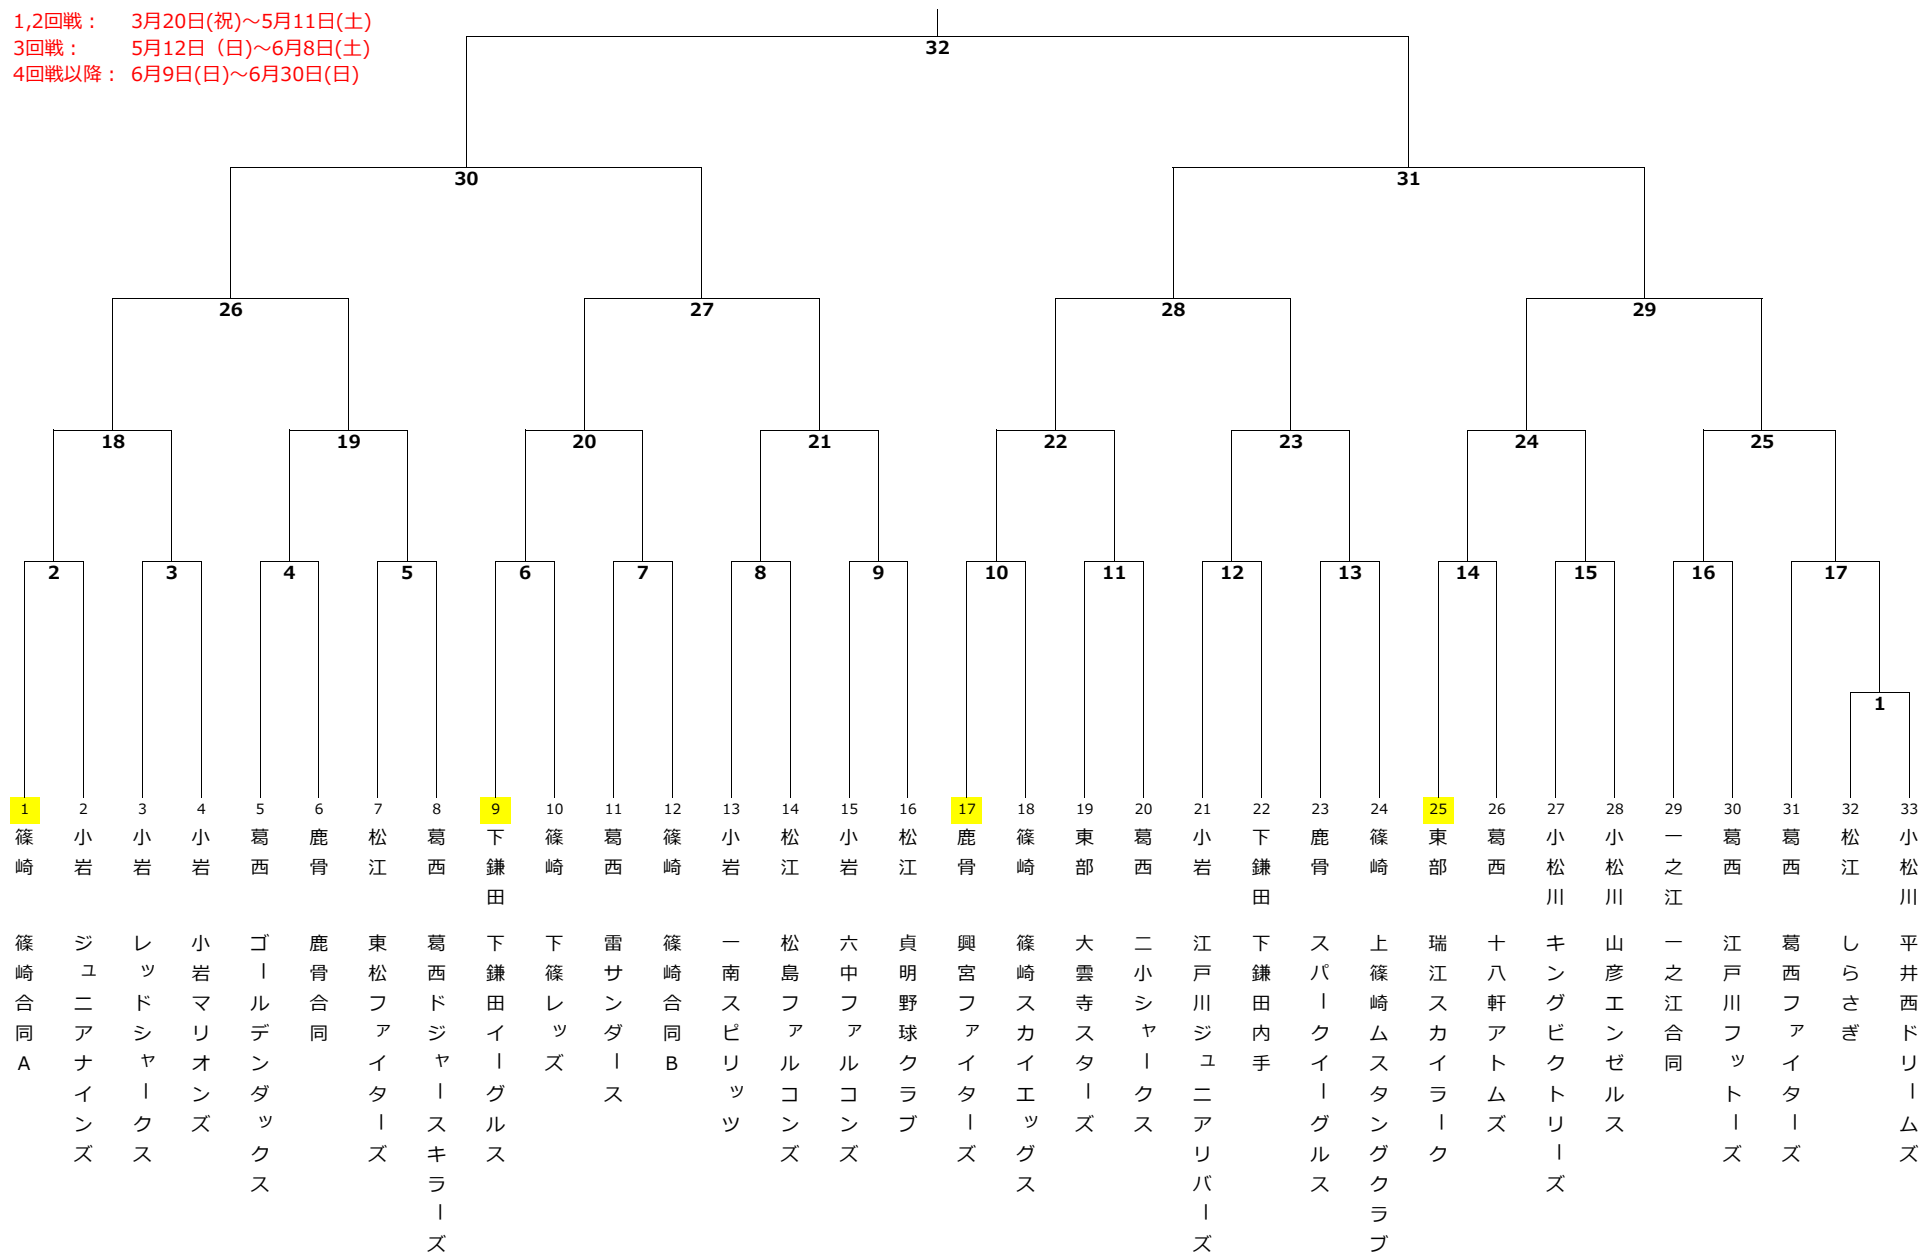 1,2回戦： 3月20日(祝)～5月11日(土)
3回戦： 5月12日（日)～6月8日(土)
4回戦以降： 6月9日(日)～6月30日(日)
32
30 31
26 27 28 29
18 19 20 21 22 23 24 25
2 3 4 5 6 7 8 9 10 11 12 13 14 15 16 17
1
1 篠崎 篠崎合同A
2 小岩 ジュニアナインズ
3 小岩 レッドシャークス
4 小岩 小岩マリオンズ
5 葛西 ゴールデンダックス
6 鹿骨 鹿骨合同
7 松江 東松ファイターズ
8 葛西 葛西ドジャースキラーズ
9 下鎌田 下鎌田イーグルス
10 篠崎 下篠レッズ
11 葛西 雷サンダース
12 篠崎 篠崎合同B
13 小岩 一南スピリッツ
14 松江 松島ファルコンズ
15 小岩 六中ファルコンズ
16 松江 貞明野球クラブ
17 鹿骨 興宮ファイターズ
18 篠崎 篠崎スカイエッグス
19 東部 大雲寺スターズ
20 葛西 二小シャークス
21 小岩 江戸川ジュニアリバーズ
22 下鎌田 下鎌田内手
23 鹿骨 スパークイーグルス
24 篠崎 上篠崎ムスタングクラブ
25 東部 瑞江スカイラーク
26 葛西 十八軒アトムズ
27 小松川 キングビクトリーズ
28 小松川 山彦エンゼルス
29 一之江 一之江合同
30 葛西 江戸川フットーズ
31 葛西 葛西ファイターズ
32 松江 しらさぎ
33 小松川 平井西ドリームズ